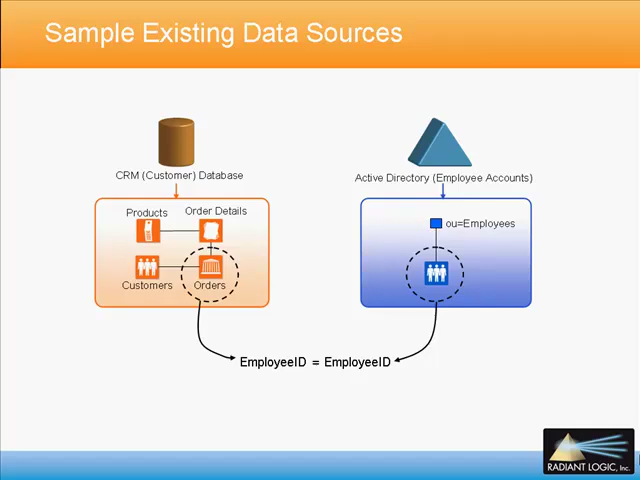 Sample Existing Data Sources
CRM (Customer) Database
Active Directory (Employee Accounts)
Products
Order Details
Customers
Orders
ou=Employees
EmployeeID = EmployeeID
RADIANT LOGIC, Inc.